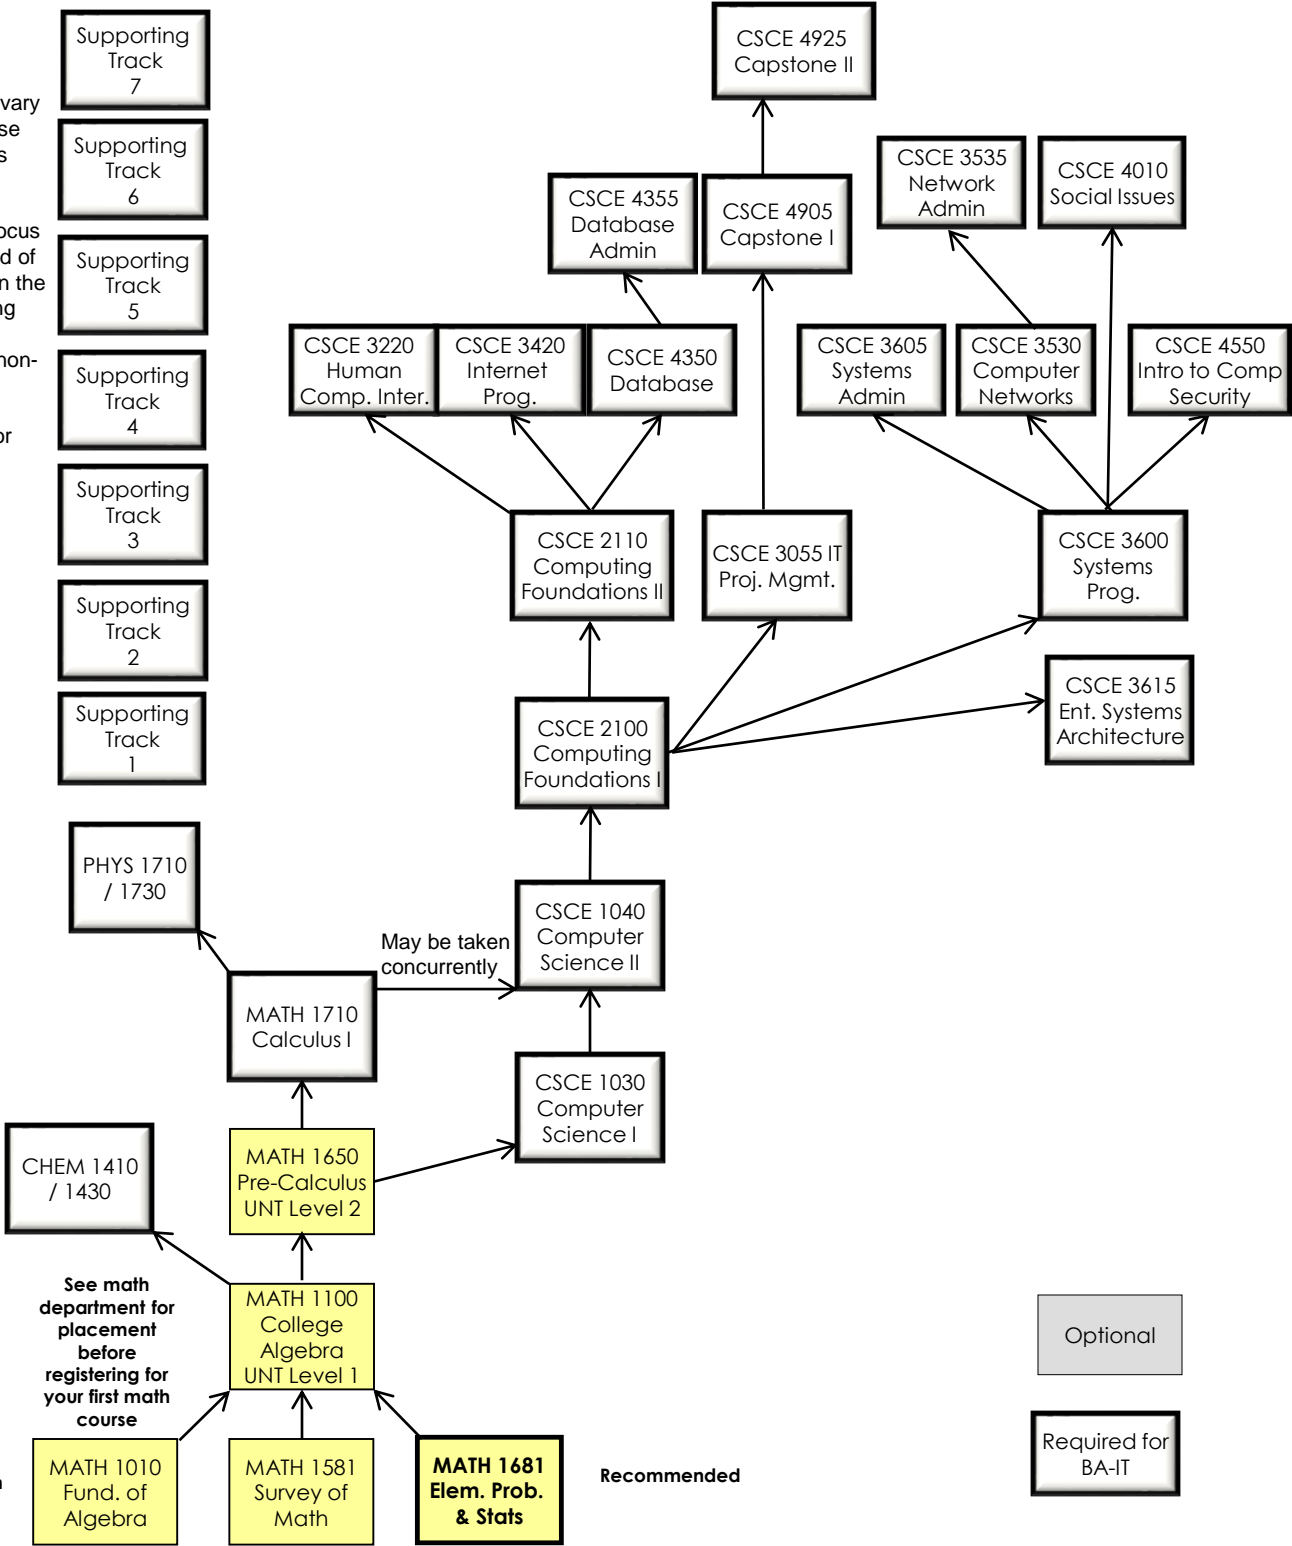 Supporting
Track
7
vary
se
s
Supporting
Track
6
ocus
d of
n the
ng
non-
or
Supporting
Track
5
Supporting
Track
4
Supporting
Track
3
Supporting
Track
2
Supporting
Track
1
CSCE 4925
Capstone II
CSCE 4355
Database
Admin
CSCE 4905
Capstone I
CSCE 3535
Network
Admin
CSCE 4010
Social Issues
CSCE 3220
Human
Comp. Inter.
CSCE 3420
Internet
Prog.
CSCE 4350
Database
CSCE 3605
Systems
Admin
CSCE 3530
Computer
Networks
CSCE 4550
Intro to Comp
Security
CSCE 2110
Computing
Foundations II
CSCE 3055 IT
Proj. Mgmt.
CSCE 3600
Systems
Prog.
CSCE 2100
Computing
Foundations I
CSCE 3615
Ent. Systems
Architecture
PHYS 1710
/ 1730
May be taken
concurrently
CSCE 1040
Computer
Science II
MATH 1710
Calculus I
CSCE 1030
Computer
Science I
CHEM 1410
/ 1430
MATH 1650
Pre-Calculus
UNT Level 2
See math
department for
placement
before
registering for
your first math
course
MATH 1100
College
Algebra
UNT Level 1
Optional
Required for
BA-IT
n
MATH 1010
Fund. of
Algebra
MATH 1581
Survey of
Math
MATH 1681
Elem. Prob.
& Stats
Recommended